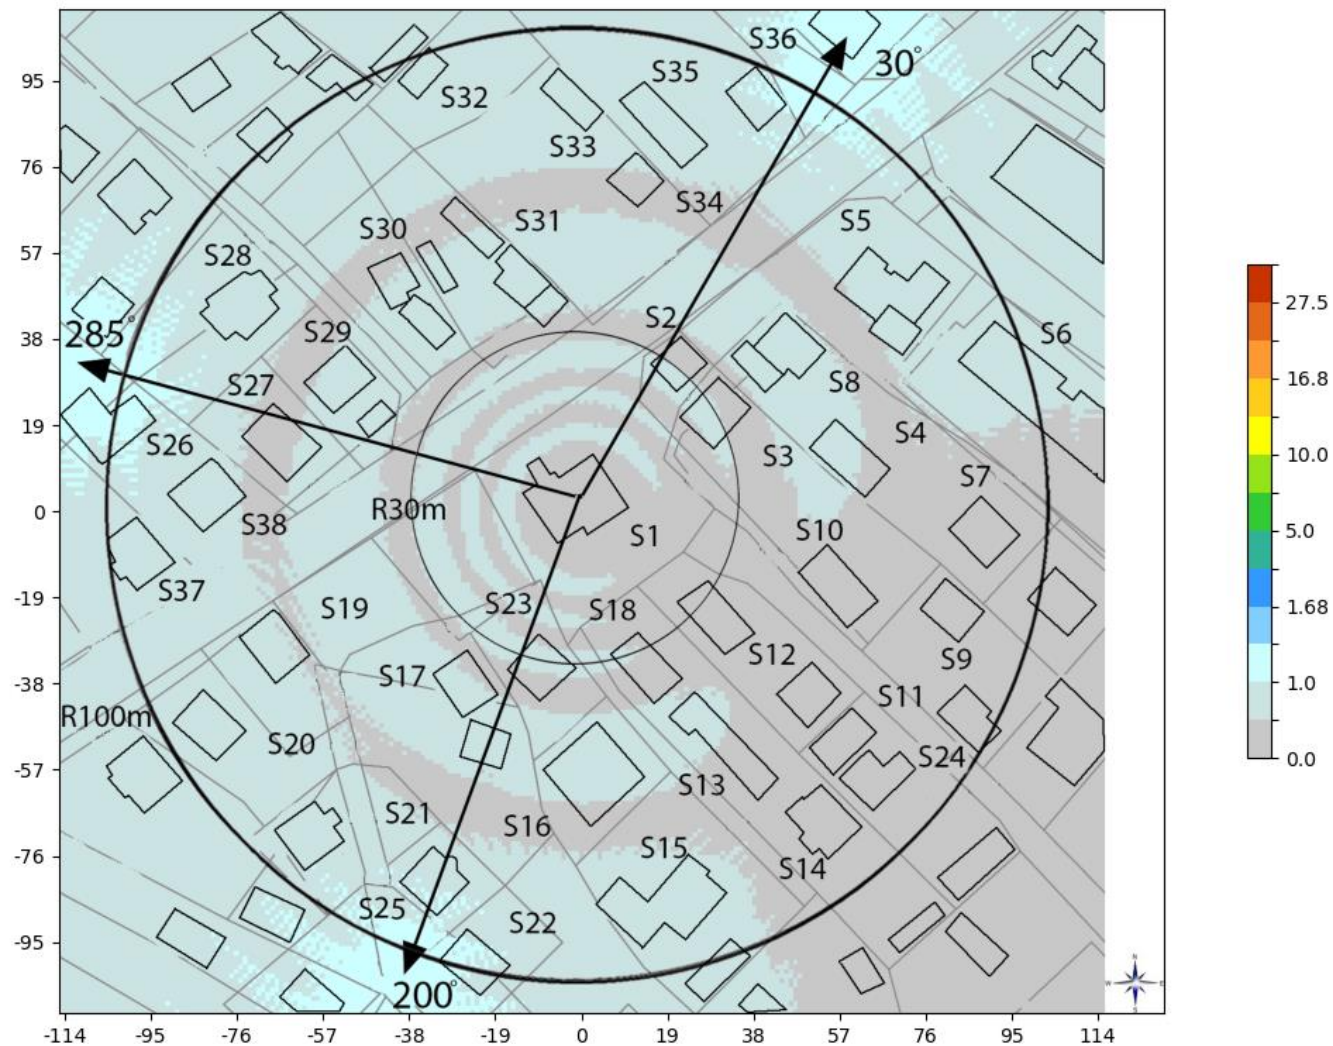 S36
30°
S35
95
S32
S33
76
S34
S30
S31
S5
57
S28
27.5
S2
285°
38
S29
S6
S27
S8
16.8
19
S26
S4
S3
10.0
S7
0
R30m
S38
S1
S10
5.0
S37
-19
S19
S23
S18
1.68
S12
S9
-38
S17
1.0
S11
R100m
S20
S24
0.0
-57
S13
S21
S16
-76
S15
S14
S25
S22
-95
N
W E
S
200°
-114 -95 -76 -57 -38 -19 0 19 38 57 76 95 114